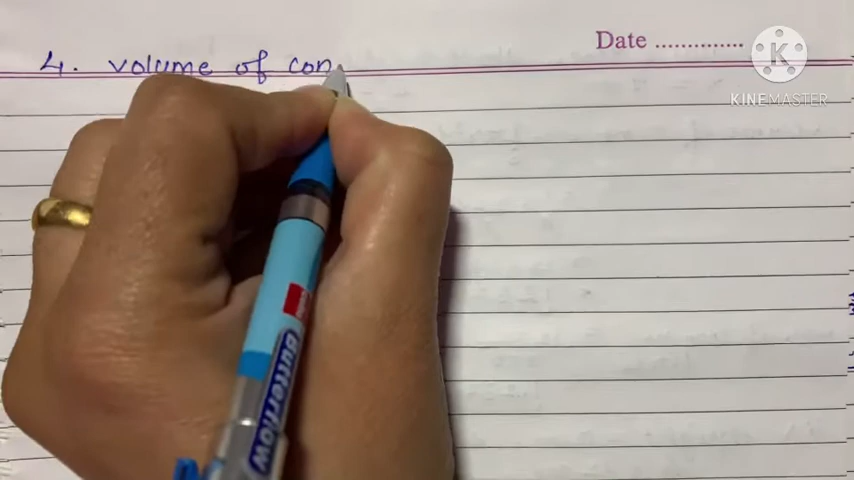 Date ...............
KINEMASTER
4. volume of con
butterflow